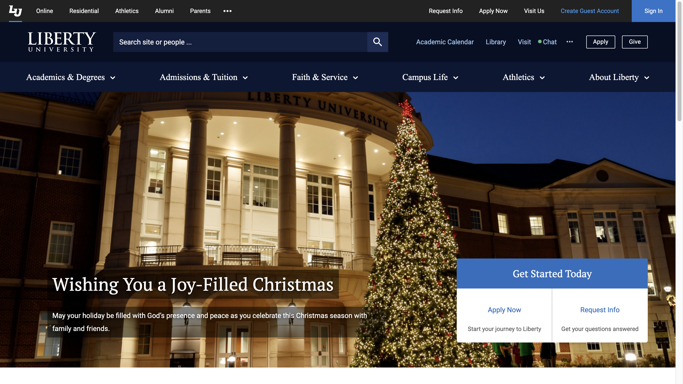 LU Online Residential Athletics Alumni Parents ••• Request Info Apply Now Visit Us Create Guest Account Sign In
LIBERTY
UNIVERSITY
Search site or people ...
Academic Calendar Library Visit Chat ••• Apply Give
Academics & Degrees Admissions & Tuition Faith & Service Campus Life Athletics About Liberty
LIBERTY UNIVERSITY
Wishing You a Joy-Filled Christmas
May your holiday be filled with God's presence and peace as you celebrate this Christmas season with
family and friends.
Get Started Today
Apply Now
Start your journey to Liberty
Request Info
Get your questions answered